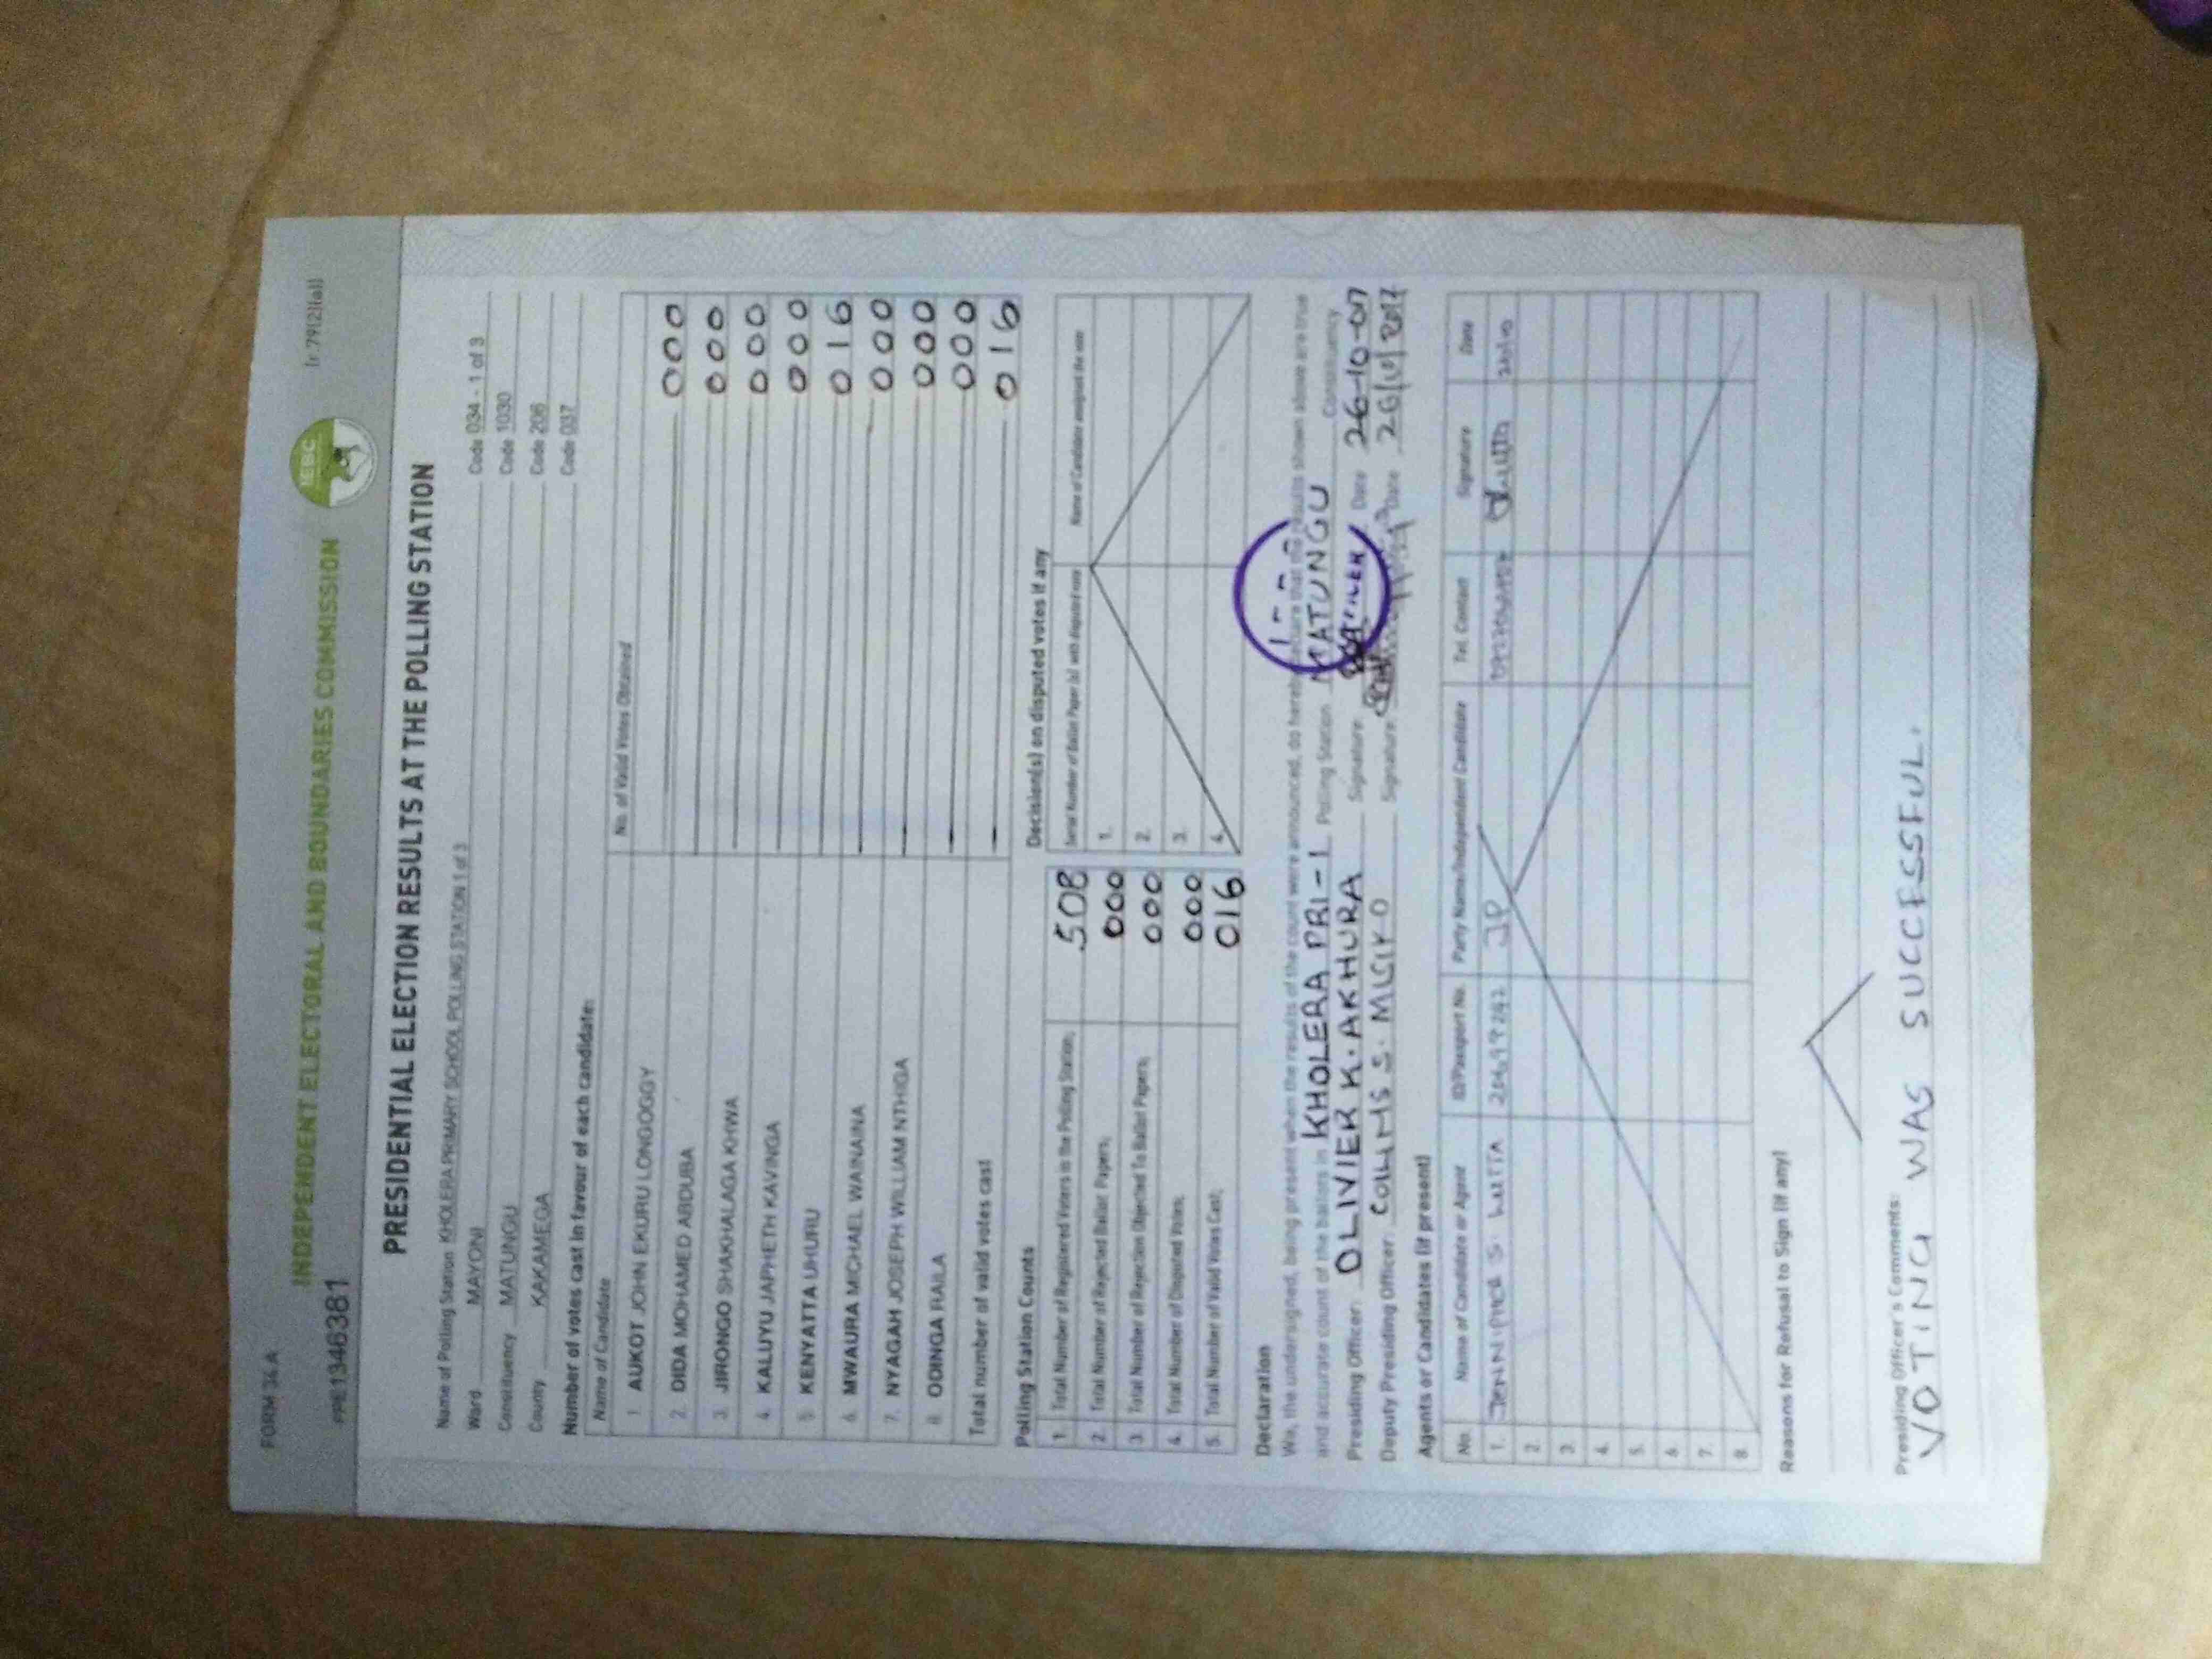 FORM 34A
(r.79(2)(a))
INDEPENDENT ELECTORAL AND BOUNDARIES COMMISSION
IEBC
PRE1346381
PRESIDENTIAL ELECTION RESULTS AT THE POLLING STATION
Name of Polling Station KHOLERA PRIMARY SCHOOL POLLING STATION 1 of 3 Code 034 - 1 of 3
Ward MAYONI Code 1030
Constituency MATUNGU Code 206
County KAKAMEGA Code 037
Number of votes cast in favour of each candidate:
Name of Candidate No. of Valid Votes Obtained
1. AUKOT JOHN EKURU LONGOGGY 000
2. DIDA MOHAMED ABDUBA 000
3. JIRONGO SHAKHALAGA KHWA 000
4. KALUYU JAPHETH KAVINGA 000
5. KENYATTA UHURU 016
6. MWAURA MICHAEL WAINAINA 000
7. NYAGAH JOSEPH WILLIAM NTHIGA 000
8. ODINGA RAILA 000
Total number of valid votes cast 016
Polling Station Counts
1. Total Number of Registered Voters in the Polling Station; 508
2. Total Number of Rejected Ballot Papers; 000
3. Total Number of Rejection Objected To Ballot Papers; 000
4. Total Number of Disputed Votes; 000
5. Total Number of Valid Votes Cast; 016
Decision(s) on disputed votes if any
Serial Number of Ballot Paper (s) with disputed vote Name of Candidate assigned the vote
1.
2.
3.
4.
Declaration
We, the undersigned, being present when the results of the count were announced, do hereby declare that the results shown above are true
and accurate count of the ballots in KHOLERA PRI-1 Polling Station MATUNGU Constituency
Presiding Officer: OLIVIER K. AKHURA Signature Date 26-10-017
Deputy Presiding Officer: COLLINS S. Signature Date 26/10/2017
Agents or Candidates (if present)
No. Name of Candidate or Agent ID/Passport No. Party Name/Independent Candidate Tel. Contact Signature Date
1. S. JP
2.
3.
4.
5.
6.
7.
8.
Reasons for Refusal to Sign (if any)
Presiding Officer's Comments:
VOTING WAS SUCCESSFUL.